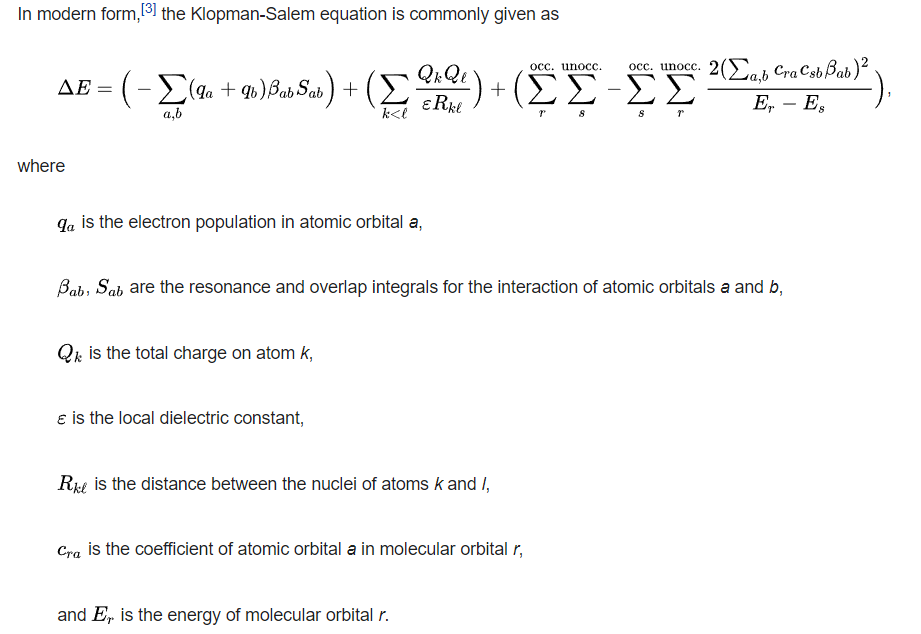 In modern form,[3] the Klopman-Salem equation is commonly given as
ΔE = ( − ∑_{a,b} (q_a + q_b)β_{ab}S_{ab} ) + ( ∑_{k<ℓ} Q_kQ_ℓ / εR_{kℓ} ) + ( ∑_r^{occ.} ∑_s^{unocc.} − ∑_s^{occ.} ∑_r^{unocc.} 2(∑_{a,b} c_{ra}c_{sb}β_{ab})² / E_r − E_s ),
where
q_a is the electron population in atomic orbital a,
β_{ab}, S_{ab} are the resonance and overlap integrals for the interaction of atomic orbitals a and b,
Q_k is the total charge on atom k,
ε is the local dielectric constant,
R_{kℓ} is the distance between the nuclei of atoms k and l,
c_{ra} is the coefficient of atomic orbital a in molecular orbital r,
and E_r is the energy of molecular orbital r.